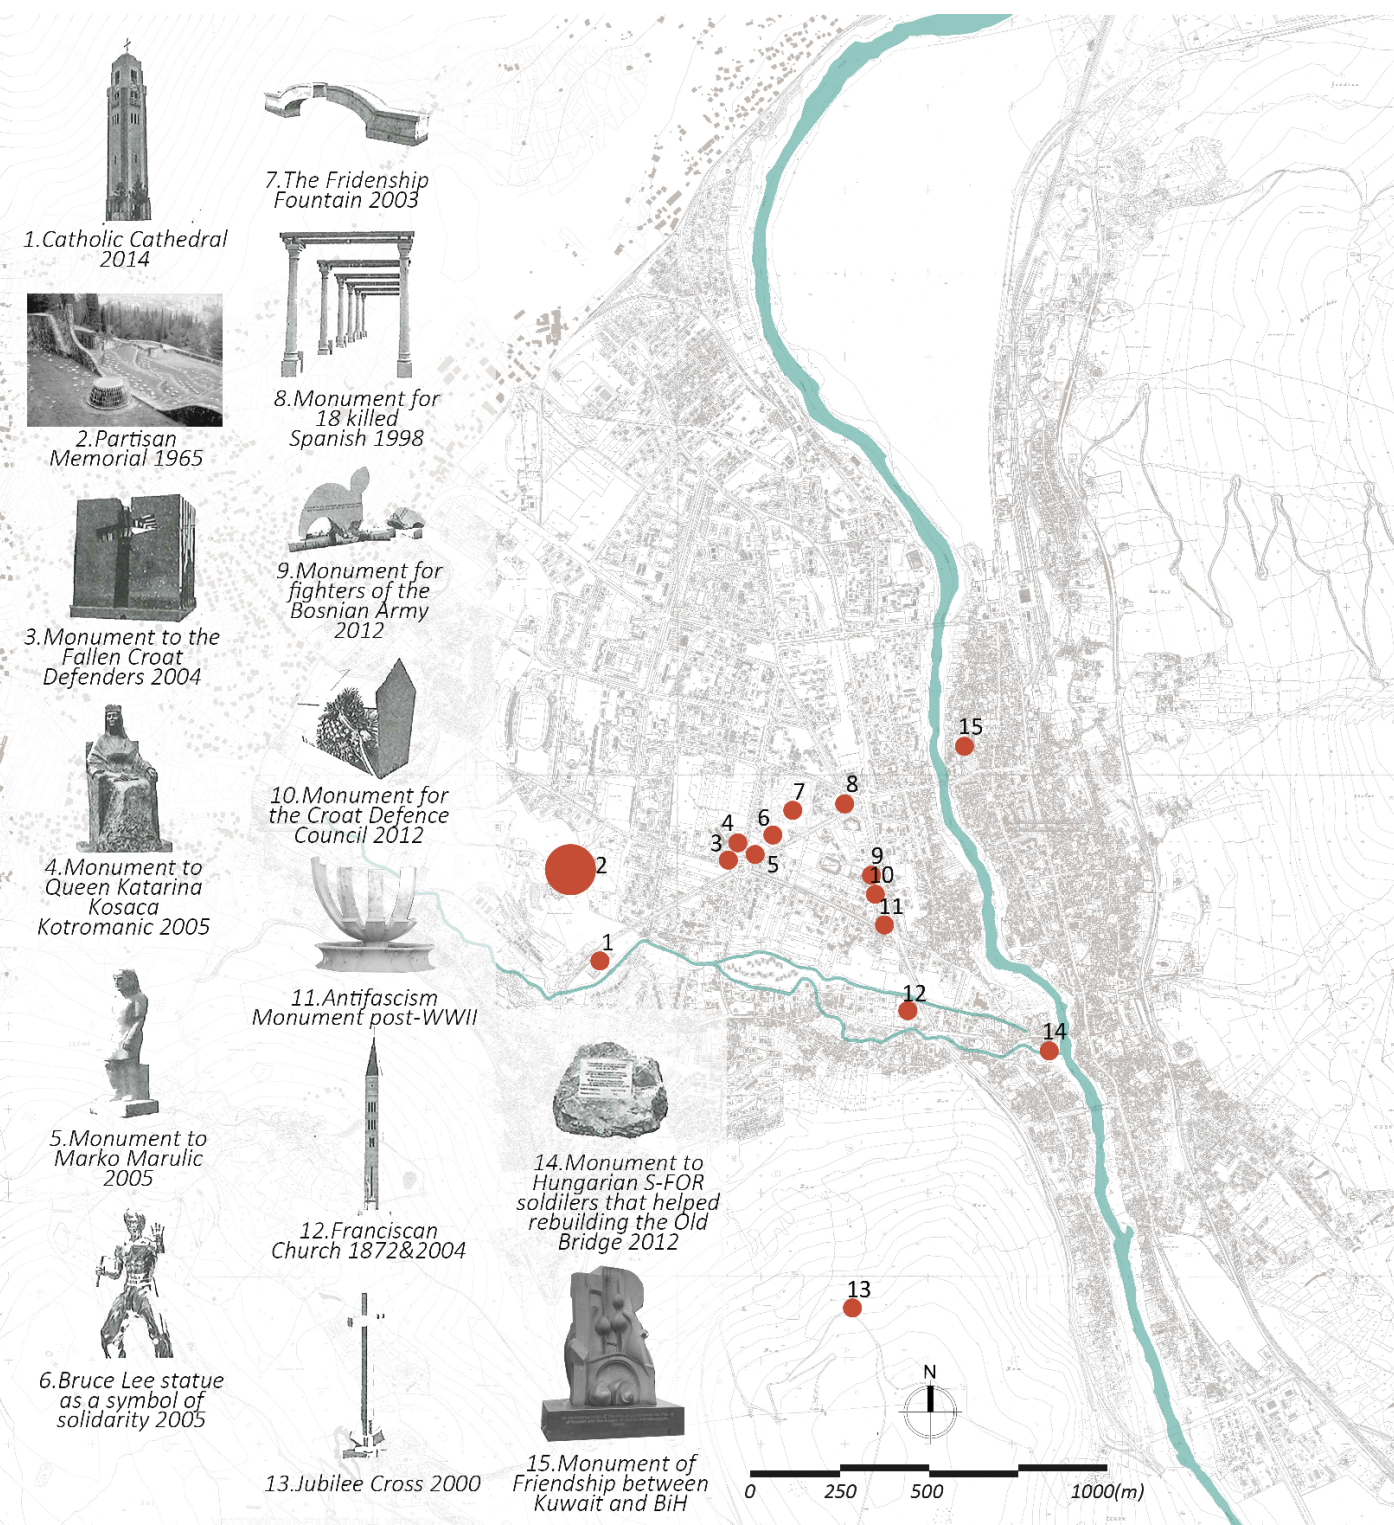 1.Catholic Cathedral
2014
2.Partisan
Memorial 1965
3.Monument to the
Fallen Croat
Defenders 2004
4.Monument to
Queen Katarina
Kosaca
Kotromanic 2005
5.Monument to
Marko Marulic
2005
6.Bruce Lee statue
as a symbol of
solidarity 2005
7.The Fridenship
Fountain 2003
8.Monument for
18 killed
Spanish 1998
9.Monument for
fighters of the
Bosnian Army
2012
10.Monument for
the Croat Defence
Council 2012
11.Antifascism
Monument post-WWII
12.Franciscan
Church 1872&2004
13.Jubilee Cross 2000
14.Monument to
Hungarian S-FOR
soldilers that helped
rebuilding the Old
Bridge 2012
15.Monument of
Friendship between
Kuwait and BiH
15
8
7
6
4
3
5
2
9
10
11
1
12
14
13
N
0 250 500 1000(m)